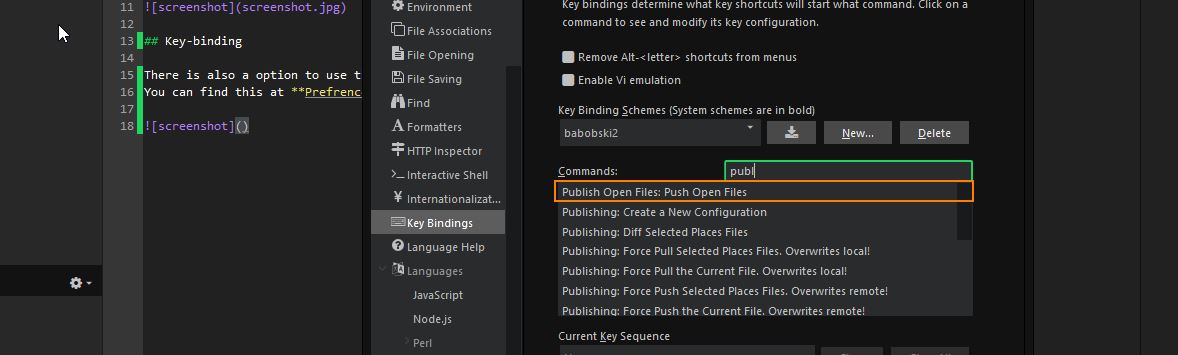 11 ![screenshot](screenshot.jpg)
12
13 ## Key-binding
14
15 There is also a option to use t
16 You can find this at **Prefrence
17
18 ![screenshot]()
Environment
File Associations
File Opening
File Saving
Find
Formatters
HTTP Inspector
Interactive Shell
Internationalizat...
Key Bindings
Language Help
Languages
JavaScript
Node.js
Perl
Key bindings determine what key shortcuts will start what command. Click on a
command to see and modify its key configuration.
Remove Alt-<letter> shortcuts from menus
Enable Vi emulation
Key Binding Schemes (System schemes are in bold)
babobski2 New... Delete
Commands: publ
Publish Open Files: Push Open Files
Publishing: Create a New Configuration
Publishing: Diff Selected Places Files
Publishing: Force Pull Selected Places Files. Overwrites local!
Publishing: Force Pull the Current File. Overwrites local!
Publishing: Force Push Selected Places Files. Overwrites remote!
Publishing: Force Push the Current File. Overwrites remote!
Current Key Sequence